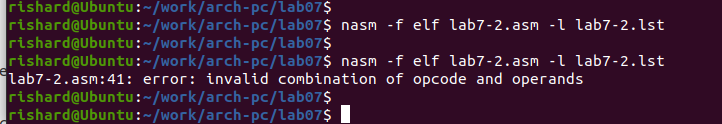 rishard@Ubuntu:~/work/arch-pc/lab07$
rishard@Ubuntu:~/work/arch-pc/lab07$ nasm -f elf lab7-2.asm -l lab7-2.lst
rishard@Ubuntu:~/work/arch-pc/lab07$
rishard@Ubuntu:~/work/arch-pc/lab07$ nasm -f elf lab7-2.asm -l lab7-2.lst
lab7-2.asm:41: error: invalid combination of opcode and operands
rishard@Ubuntu:~/work/arch-pc/lab07$
rishard@Ubuntu:~/work/arch-pc/lab07$